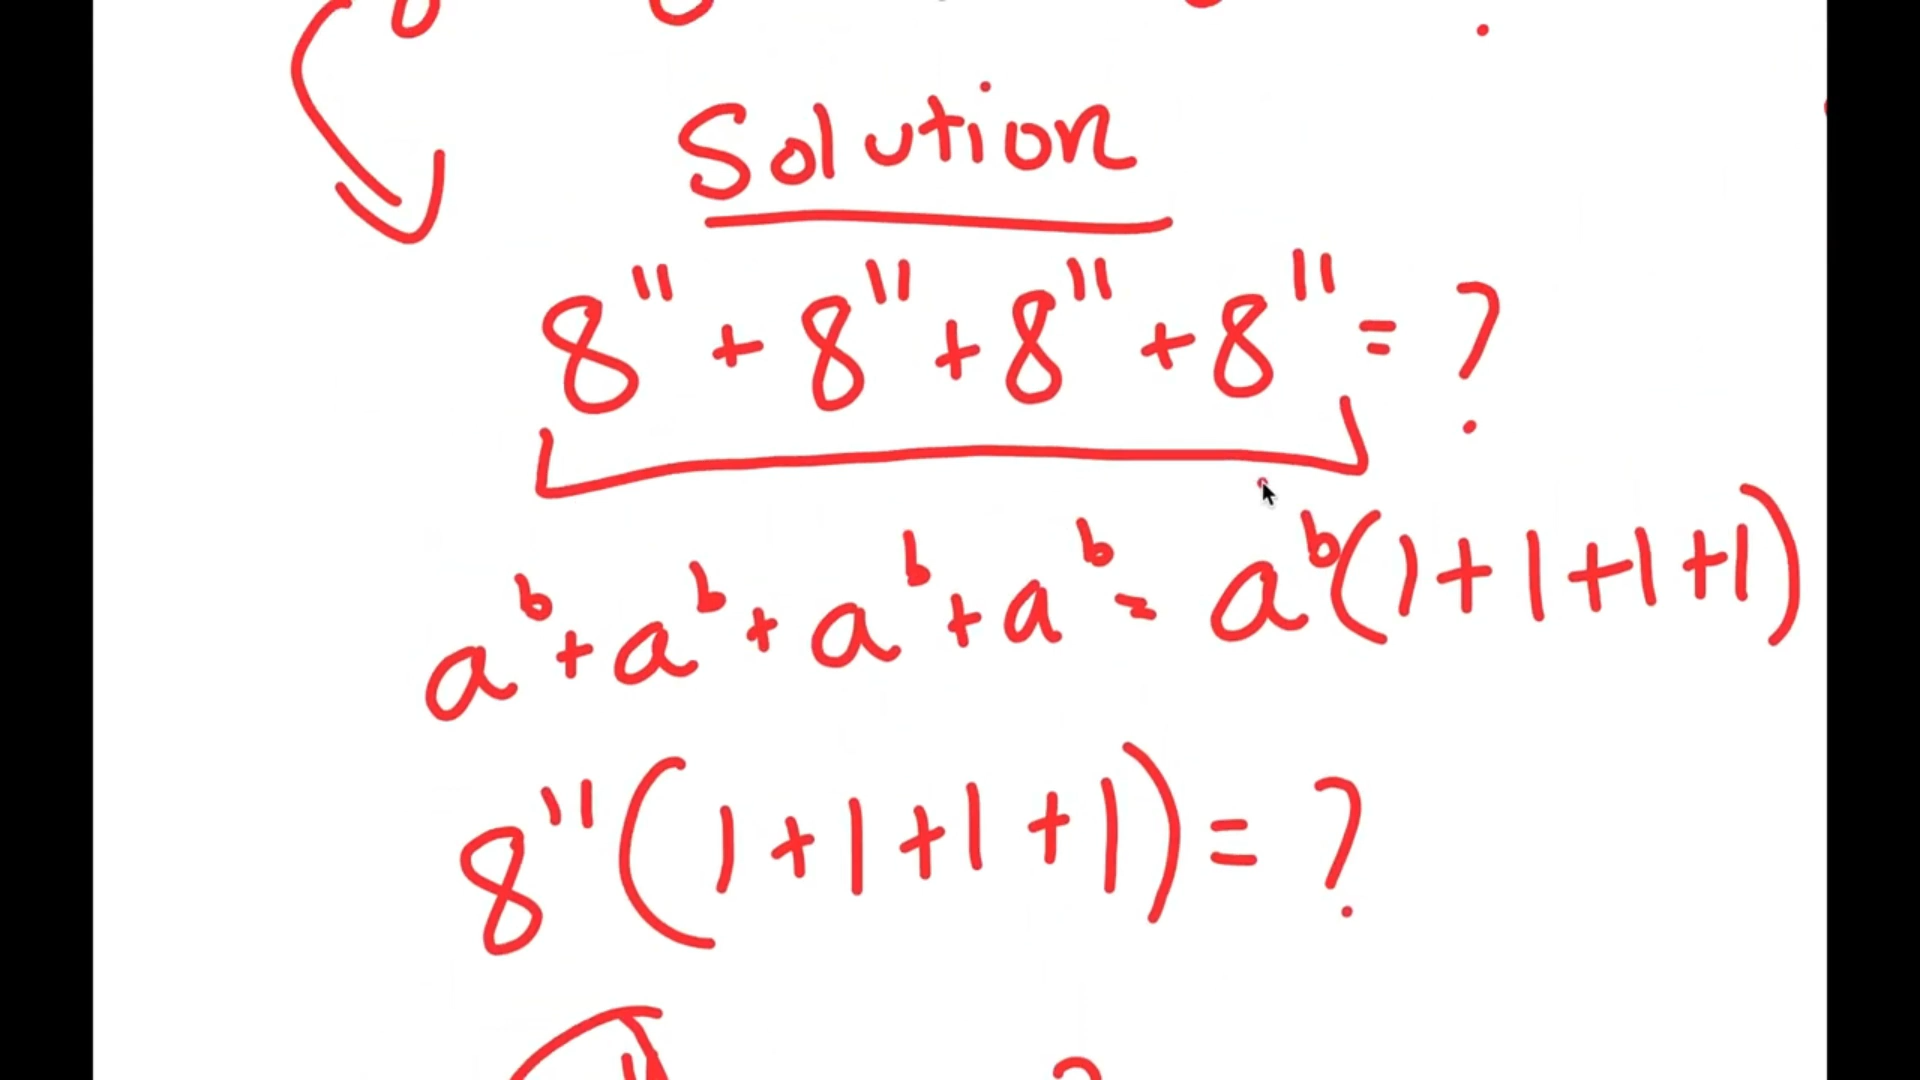 Solution
8¹¹ + 8¹¹ + 8¹¹ + 8¹¹ = ?
aᵇ + aᵇ + aᵇ + aᵇ = aᵇ(1+1+1+1)
8¹¹(1+1+1+1) = ?